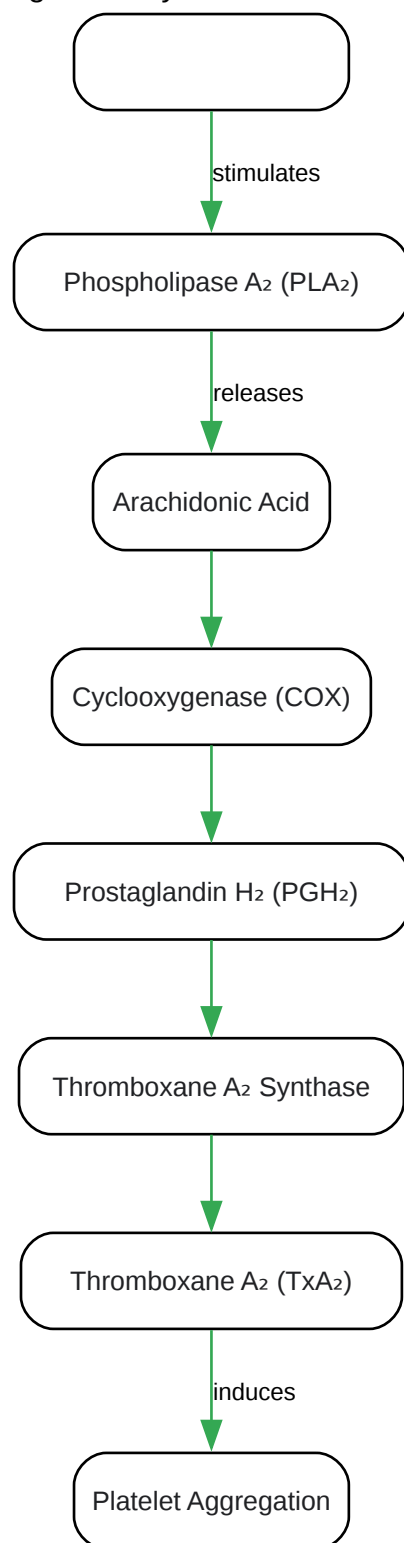 stimulates
Phospholipase A₂ (PLA₂)
releases
Arachidonic Acid
Cyclooxygenase (COX)
Prostaglandin H₂ (PGH₂)
Thromboxane A₂ Synthase
Thromboxane A₂ (TxA₂)
induces
Platelet Aggregation